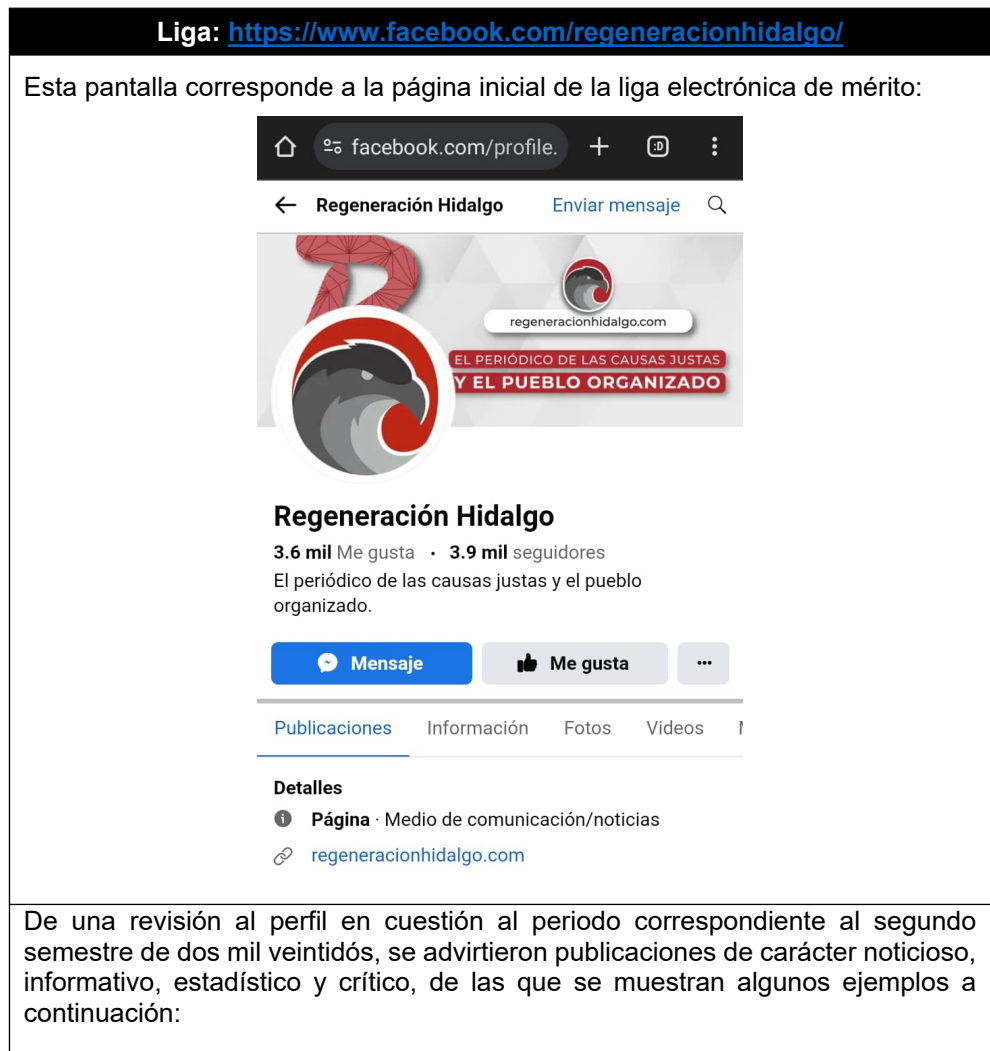 Liga: https://www.facebook.com/regeneracionhidalgo/
Esta pantalla corresponde a la página inicial de la liga electrónica de mérito:
facebook.com/profile. + :D
Regeneración Hidalgo Enviar mensaje
regeneracionhidalgo.com
EL PERIÓDICO DE LAS CAUSAS JUSTAS
Y EL PUEBLO ORGANIZADO
Regeneración Hidalgo
3.6 mil Me gusta · 3.9 mil seguidores
El periódico de las causas justas y el pueblo
organizado.
Mensaje Me gusta ...
Publicaciones Información Fotos Videos
Detalles
Página · Medio de comunicación/noticias
regeneracionhidalgo.com
De una revisión al perfil en cuestión al periodo correspondiente al segundo
semestre de dos mil veintidós, se advirtieron publicaciones de carácter noticioso,
informativo, estadístico y crítico, de las que se muestran algunos ejemplos a
continuación: